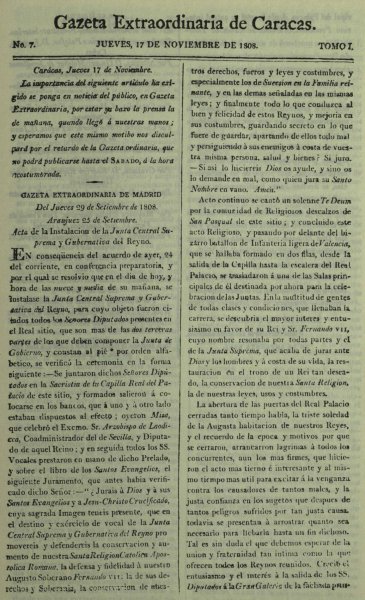 Gazeta Extraordinaria de Caracas.
No. 7. JUEVES, 17 DE NOVIEMBRE DE 1808. TOMO I.
Carácas, Jueves 17 de Noviembre.
La importancia del siguiente artículo ha exigido
se ponga en noticia del público, en Gazeta
Extraordinaria, por estar ya baxo la prensa la
de mañana, quando llegó á nuestras manos;
y esperamos que este mismo motivo nos disculpará
por el retardo de la Gazeta ordinaria, que
no podrá publicarse hasta el SABADO, á la hora
acostumbrada.
GAZETA EXTRAORDINARIA DE MADRID
Del Jueves 29 de Setiembre de 1808.
Aranjuez 25 de Setiembre.
Acto de la Instalacion de la Junta Central Suprema
y Gubernativa del Reyno.
EN conseqüencia del acuerdo de ayer, 24
del corriente, en conferencia preparatoria, y
por el qual se resolvió que en el dia de hoy, y
hora de las nueve y media de su mañana, se
instalase la Junta Central Suprema y Gubernativa
del Reyno, para cuyo objeto fueron citados
todos los Señores Diputados presentes en
el Real sitio, que son mas de las dos terceras
partes de los que deben componer la Junta de
Gobierno, y constan al pié por orden alfabetico,
se verificó la ceremonia en la forma
siguiente:—Se juntaron dichos Señores Diputados
en la Sacristia de la Capilla Real del Palacio
de este sitio, y formados salieron á colocarse
en los bancos, que á uno y á otro lado
estaban dispuestos al efecto; oyeron Misa,
que celebró el Excmo. Sr. Arzobispo de Laodicea,
Coadministrador del de Sevilla, y Diputado
de aquel Reino; y en seguida todos los SS.
Vocales prestaron en mano de dicho Prelado,
y sobre el libro de los Santos Evangelios, el
siguiente Juramento, que antes habia verificado
dicho Señor:—“¿Jurais á Dios y á sus
Santos Evangelios y a Jesu-Christo Crucificado,
cuya sagrada Imagen teneis presente, que en
el destino y exércicio de vocal de la Junta
Central Suprema y Gubernativa del Reyno promovereis
y defendereis la conservacion y aumento
de nuestra Santa Religion Catolica Apostolica
Romana, la defensa y fidelidad á nuestro
Augusto Soberano FERNANDO VII; la de sus derechos
y Soberanía, la conservacion de
tros derechos, fueros y leyes y costumbres, y
especialmente los de Succesion en la Familia reinante,
y en las demas señaladas en las mismas
leyes; y finalmente todo lo que conduzca al
bien y felicidad de estos Reynos, y mejoría en
sus costumbres, guardando secreto en lo que
fuere de guardar, apartando de ellos todo mal
y persiguiendo á sus enemigos á costa de vuestra
misma persona, salud y bienes? Si juro.
—Si asi lo hiciereis Dios os ayude, y sino os
lo demande en mal, como quien jura su Santo
Nombre en vano. Amén.”
Acto continuo se cantó un solemne Te Deum
por la comunidad de Religiosos descalzos de
San Pasqual de este sitio; y concluido este
acto Religioso, y pasando por delante del bizarro
batallon de Infantería ligera de Valencia,
que se hallaba formado en dos filas, desde la
salida de la Capilla hasta la escalera del Real
Palacio, se trasladaron á una de las Salas principales
de él destinada por ahora para la celebracion
de las Juntas. En la multitud de gentes
de todas clases y condiciones, que llenaban la
carrera, se descubria el mayor interes y entusiasmo
en favor de su Rei y Sr. FERNANDO VII,
cuyo nombre resonaba por todas partes y el
de la Junta Suprema, que acaba de jurar ante
Dios y los hombres y á costa de su vida, la restauracion
en el trono de un Rei tan deseado,
la conservacion de nuestra Santa Religion,
la de nuestras leyes, usos y costumbres.
La abertura de las puertas del Real Palacio
cerradas tanto tiempo habia, la triste soledad
de la Augusta habitacion de nuestros Reyes,
y el recuerdo de la epoca y motivos por que
se cerraron, arrancaron lagrimas á todos los
concurrentes, aun los mas firmes, que hicieron
el acto mas tierno é interesante y al mismo
tiempo mas util para excitar á la venganza
contra los causadores de tantos males, y la
justa confianza en los sugetos que despues de
tantos peligros sufridos por tan justa causa,
todavia se presentan á arrostrar quanto sea
necesario para llevarla hasta un fin dichoso.
Tal es sin duda el que debemos esperar de la
union y fraternidad tan intima como la que
ofrecen todos los reynos reunidos. Creció el
entusiasmo y el interés á la salida de los SS.
Diputados á la Gran Galeria de la fachada prin-